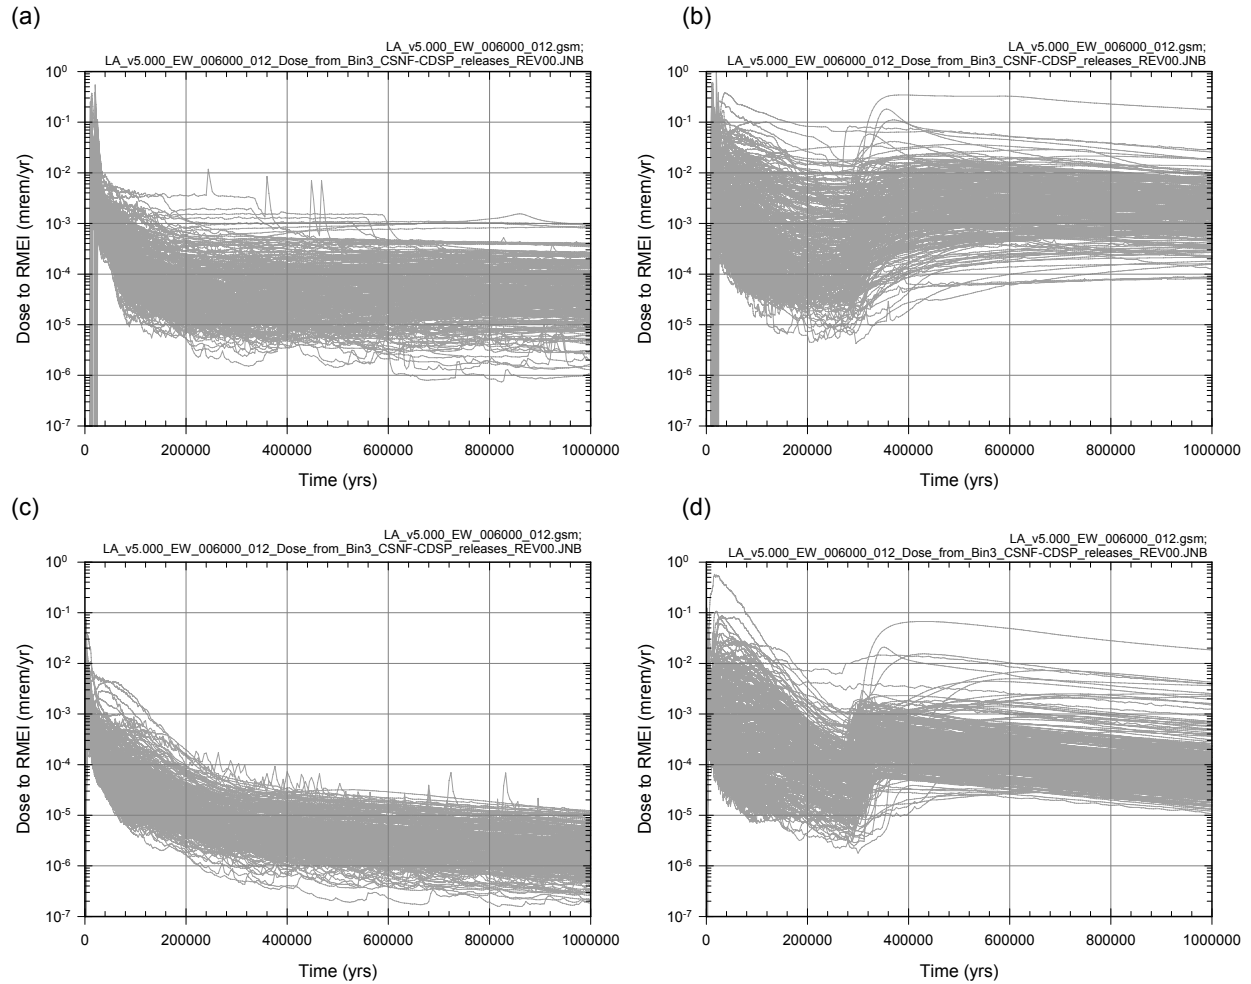 (a)
LA_v5.000_EW_006000_012.gsm;
LA_v5.000_EW_006000_012_Dose_from_Bin3_CSNF-CDSP_releases_REV00.JNB
10^0
10^-1
10^-2
10^-3
10^-4
10^-5
10^-6
10^-7
Dose to RMEI (mrem/yr)
0 200000 400000 600000 800000 1000000
Time (yrs)
(b)
LA_v5.000_EW_006000_012.gsm;
LA_v5.000_EW_006000_012_Dose_from_Bin3_CSNF-CDSP_releases_REV00.JNB
10^0
10^-1
10^-2
10^-3
10^-4
10^-5
10^-6
10^-7
Dose to RMEI (mrem/yr)
0 200000 400000 600000 800000 1000000
Time (yrs)
(c)
LA_v5.000_EW_006000_012.gsm;
LA_v5.000_EW_006000_012_Dose_from_Bin3_CSNF-CDSP_releases_REV00.JNB
10^0
10^-1
10^-2
10^-3
10^-4
10^-5
10^-6
10^-7
Dose to RMEI (mrem/yr)
0 200000 400000 600000 800000 1000000
Time (yrs)
(d)
LA_v5.000_EW_006000_012.gsm;
LA_v5.000_EW_006000_012_Dose_from_Bin3_CSNF-CDSP_releases_REV00.JNB
10^0
10^-1
10^-2
10^-3
10^-4
10^-5
10^-6
10^-7
Dose to RMEI (mrem/yr)
0 200000 400000 600000 800000 1000000
Time (yrs)